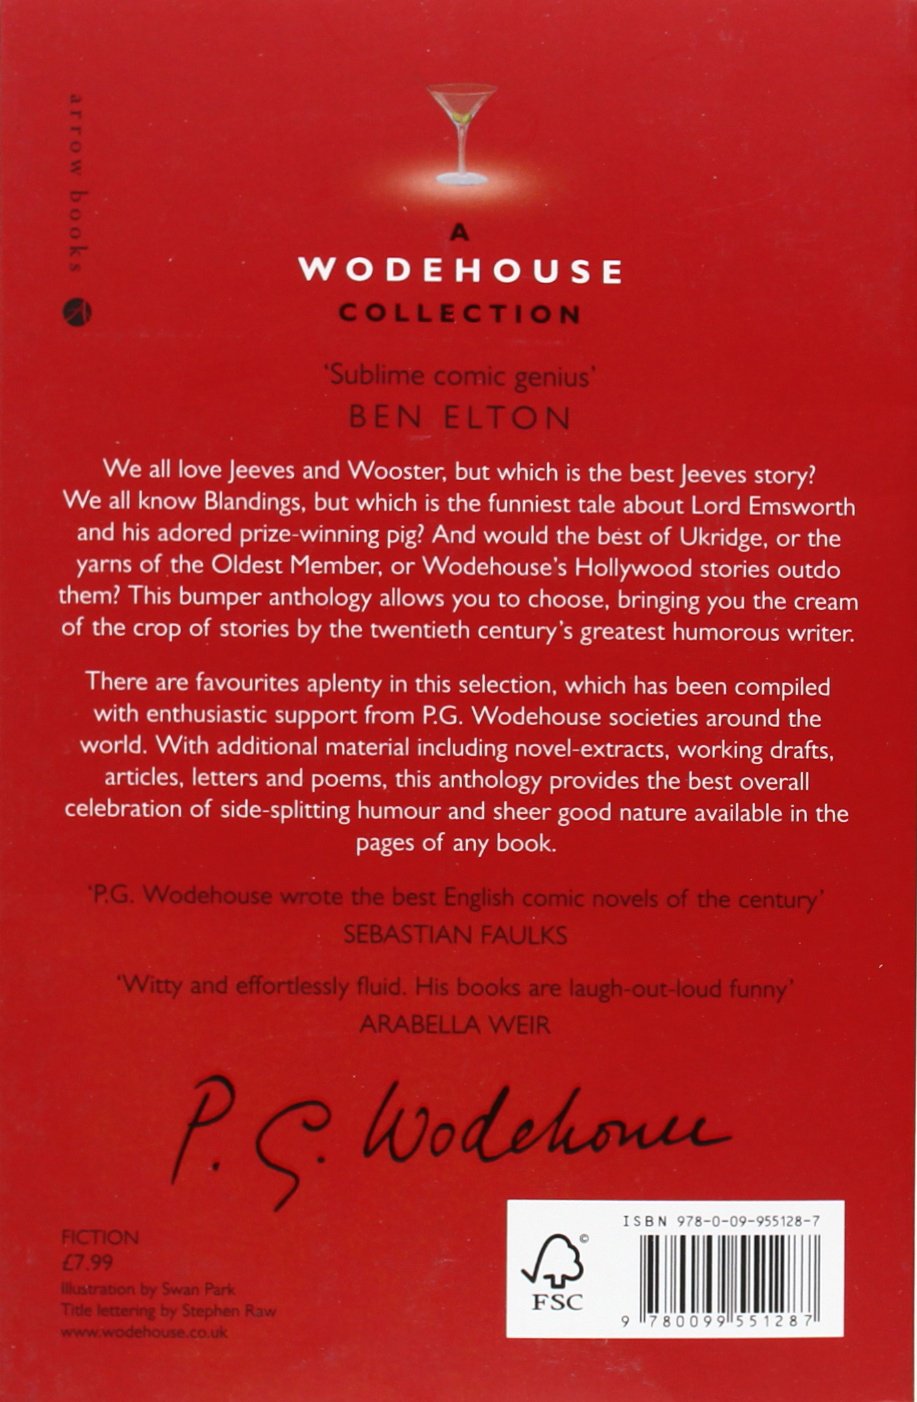 arrow books
A
WODEHOUSE
COLLECTION
'Sublime comic genius'
BEN ELTON
We all love Jeeves and Wooster, but which is the best Jeeves story?
We all know Blandings, but which is the funniest tale about Lord Emsworth
and his adored prize-winning pig? And would the best of Ukridge, or the
yarns of the Oldest Member, or Wodehouse's Hollywood stories outdo
them? This bumper anthology allows you to choose, bringing you the cream
of the crop of stories by the twentieth century's greatest humorous writer.
There are favourites aplenty in this selection, which has been compiled
with enthusiastic support from P.G. Wodehouse societies around the
world. With additional material including novel-extracts, working drafts,
articles, letters and poems, this anthology provides the best overall
celebration of side-splitting humour and sheer good nature available in the
pages of any book.
'P.G. Wodehouse wrote the best English comic novels of the century'
SEBASTIAN FAULKS
'Witty and effortlessly fluid. His books are laugh-out-loud funny'
ARABELLA WEIR
P. G. Wodehouse
FICTION
£7.99
Illustration by Swan Park
Title lettering by Stephen Raw
www.wodehouse.co.uk
©
FSC
ISBN 978-0-09-955128-7
9 780099 551287